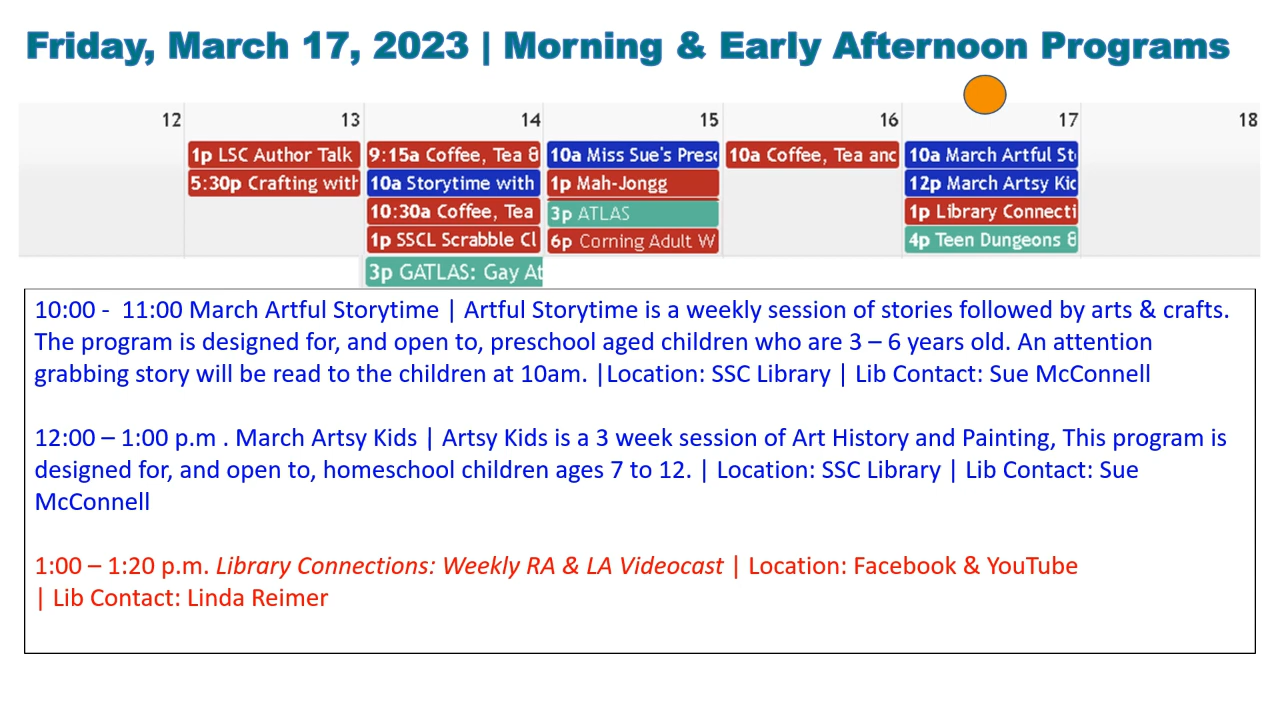 Friday, March 17, 2023 | Morning & Early Afternoon Programs
12 13 14 15 16 17 18
1p LSC Author Talk
5:30p Crafting with
9:15a Coffee, Tea &
10a Storytime with
10:30a Coffee, Tea
1p SSCL Scrabble Cl
3p GATLAS: Gay At
10a Miss Sue's Presc
1p Mah-Jongg
3p ATLAS
6p Corning Adult W
10a Coffee, Tea and
10a March Artful St
12p March Artsy Kid
1p Library Connecti
4p Teen Dungeons &
10:00 - 11:00 March Artful Storytime | Artful Storytime is a weekly session of stories followed by arts & crafts.
The program is designed for, and open to, preschool aged children who are 3 – 6 years old. An attention
grabbing story will be read to the children at 10am. |Location: SSC Library | Lib Contact: Sue McConnell
12:00 – 1:00 p.m . March Artsy Kids | Artsy Kids is a 3 week session of Art History and Painting, This program is
designed for, and open to, homeschool children ages 7 to 12. | Location: SSC Library | Lib Contact: Sue
McConnell
1:00 – 1:20 p.m. Library Connections: Weekly RA & LA Videocast | Location: Facebook & YouTube
| Lib Contact: Linda Reimer